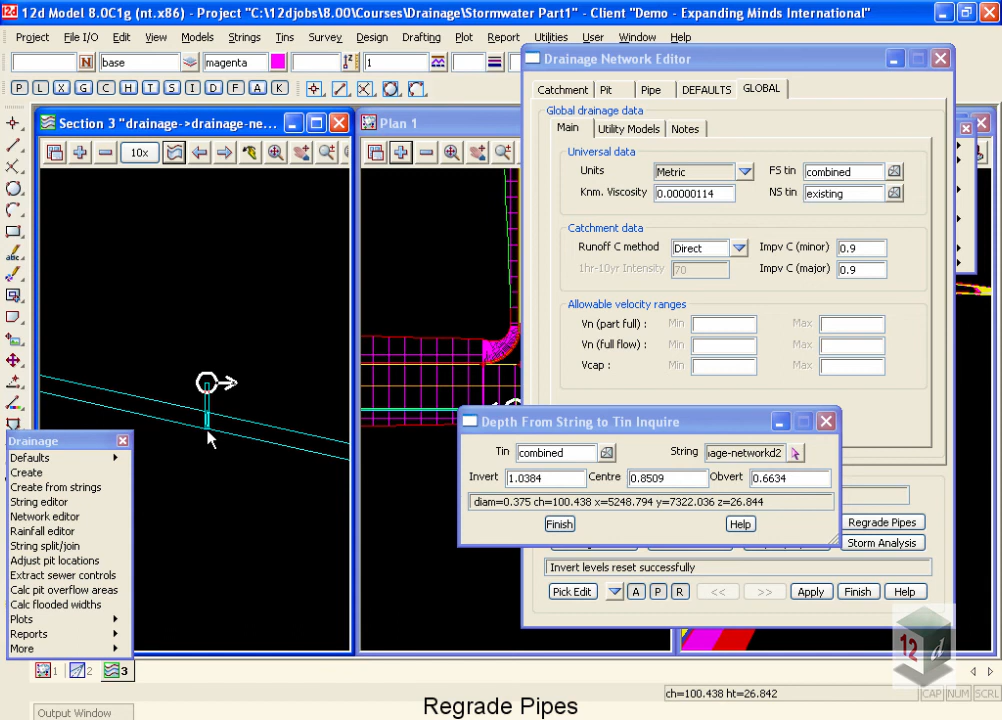 12d Model 8.0C1g (nt.x86) - Project "C:\12djobs\8.00\Courses\Drainage\Stormwater Part1" - Client "Demo - Expanding Minds International"
Project File I/O Edit View Models Strings Tins Survey Design Drafting Plot Report Utilities User Window Help
N base magenta 1
P L X G C H T S I D F A K
Section 3 "drainage->drainage-ne...
10x
Plan 1
Drainage Network Editor
Catchment Pit Pipe DEFAULTS GLOBAL
Global drainage data
Main Utility Models Notes
Universal data
Units Metric FS tin combined
Knm. Viscosity 0.00000114 NS tin existing
Catchment data
Runoff C method Direct Impv C (minor) 0.9
1hr-10yr Intensity 70 Impv C (major) 0.9
Allowable velocity ranges
Vn (part full) : Min Max
Vn (full flow) : Min Max
Vcap : Min Max
Depth From String to Tin Inquire
Tin combined String age-networkd2
Invert 1.0384 Centre 0.8509 Obvert 0.6634
diam=0.375 ch=100.438 x=5248.794 y=7322.036 z=26.844
Finish Help
Regrade Pipes
Storm Analysis
Invert levels reset successfully
Pick Edit A P R << >> Apply Finish Help
Drainage
Defaults
Create
Create from strings
String editor
Network editor
Rainfall editor
String split/join
Adjust pit locations
Extract sewer controls
Calc pit overflow areas
Calc flooded widths
Plots
Reports
More
1 2 3
12d
ch=100.438 ht=26.842
CAP NUM SCRL
Regrade Pipes
Output Window